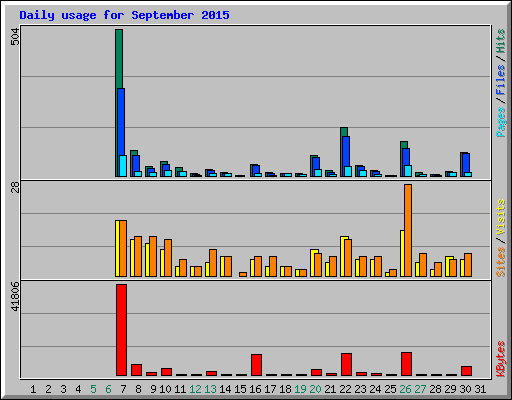 Daily usage for September 2015
504
Pages / Files / Hits
28
Sites / Visits
41806
KBytes
1 2 3 4 5 6 7 8 9 10 11 12 13 14 15 16 17 18 19 20 21 22 23 24 25 26 27 28 29 30 31